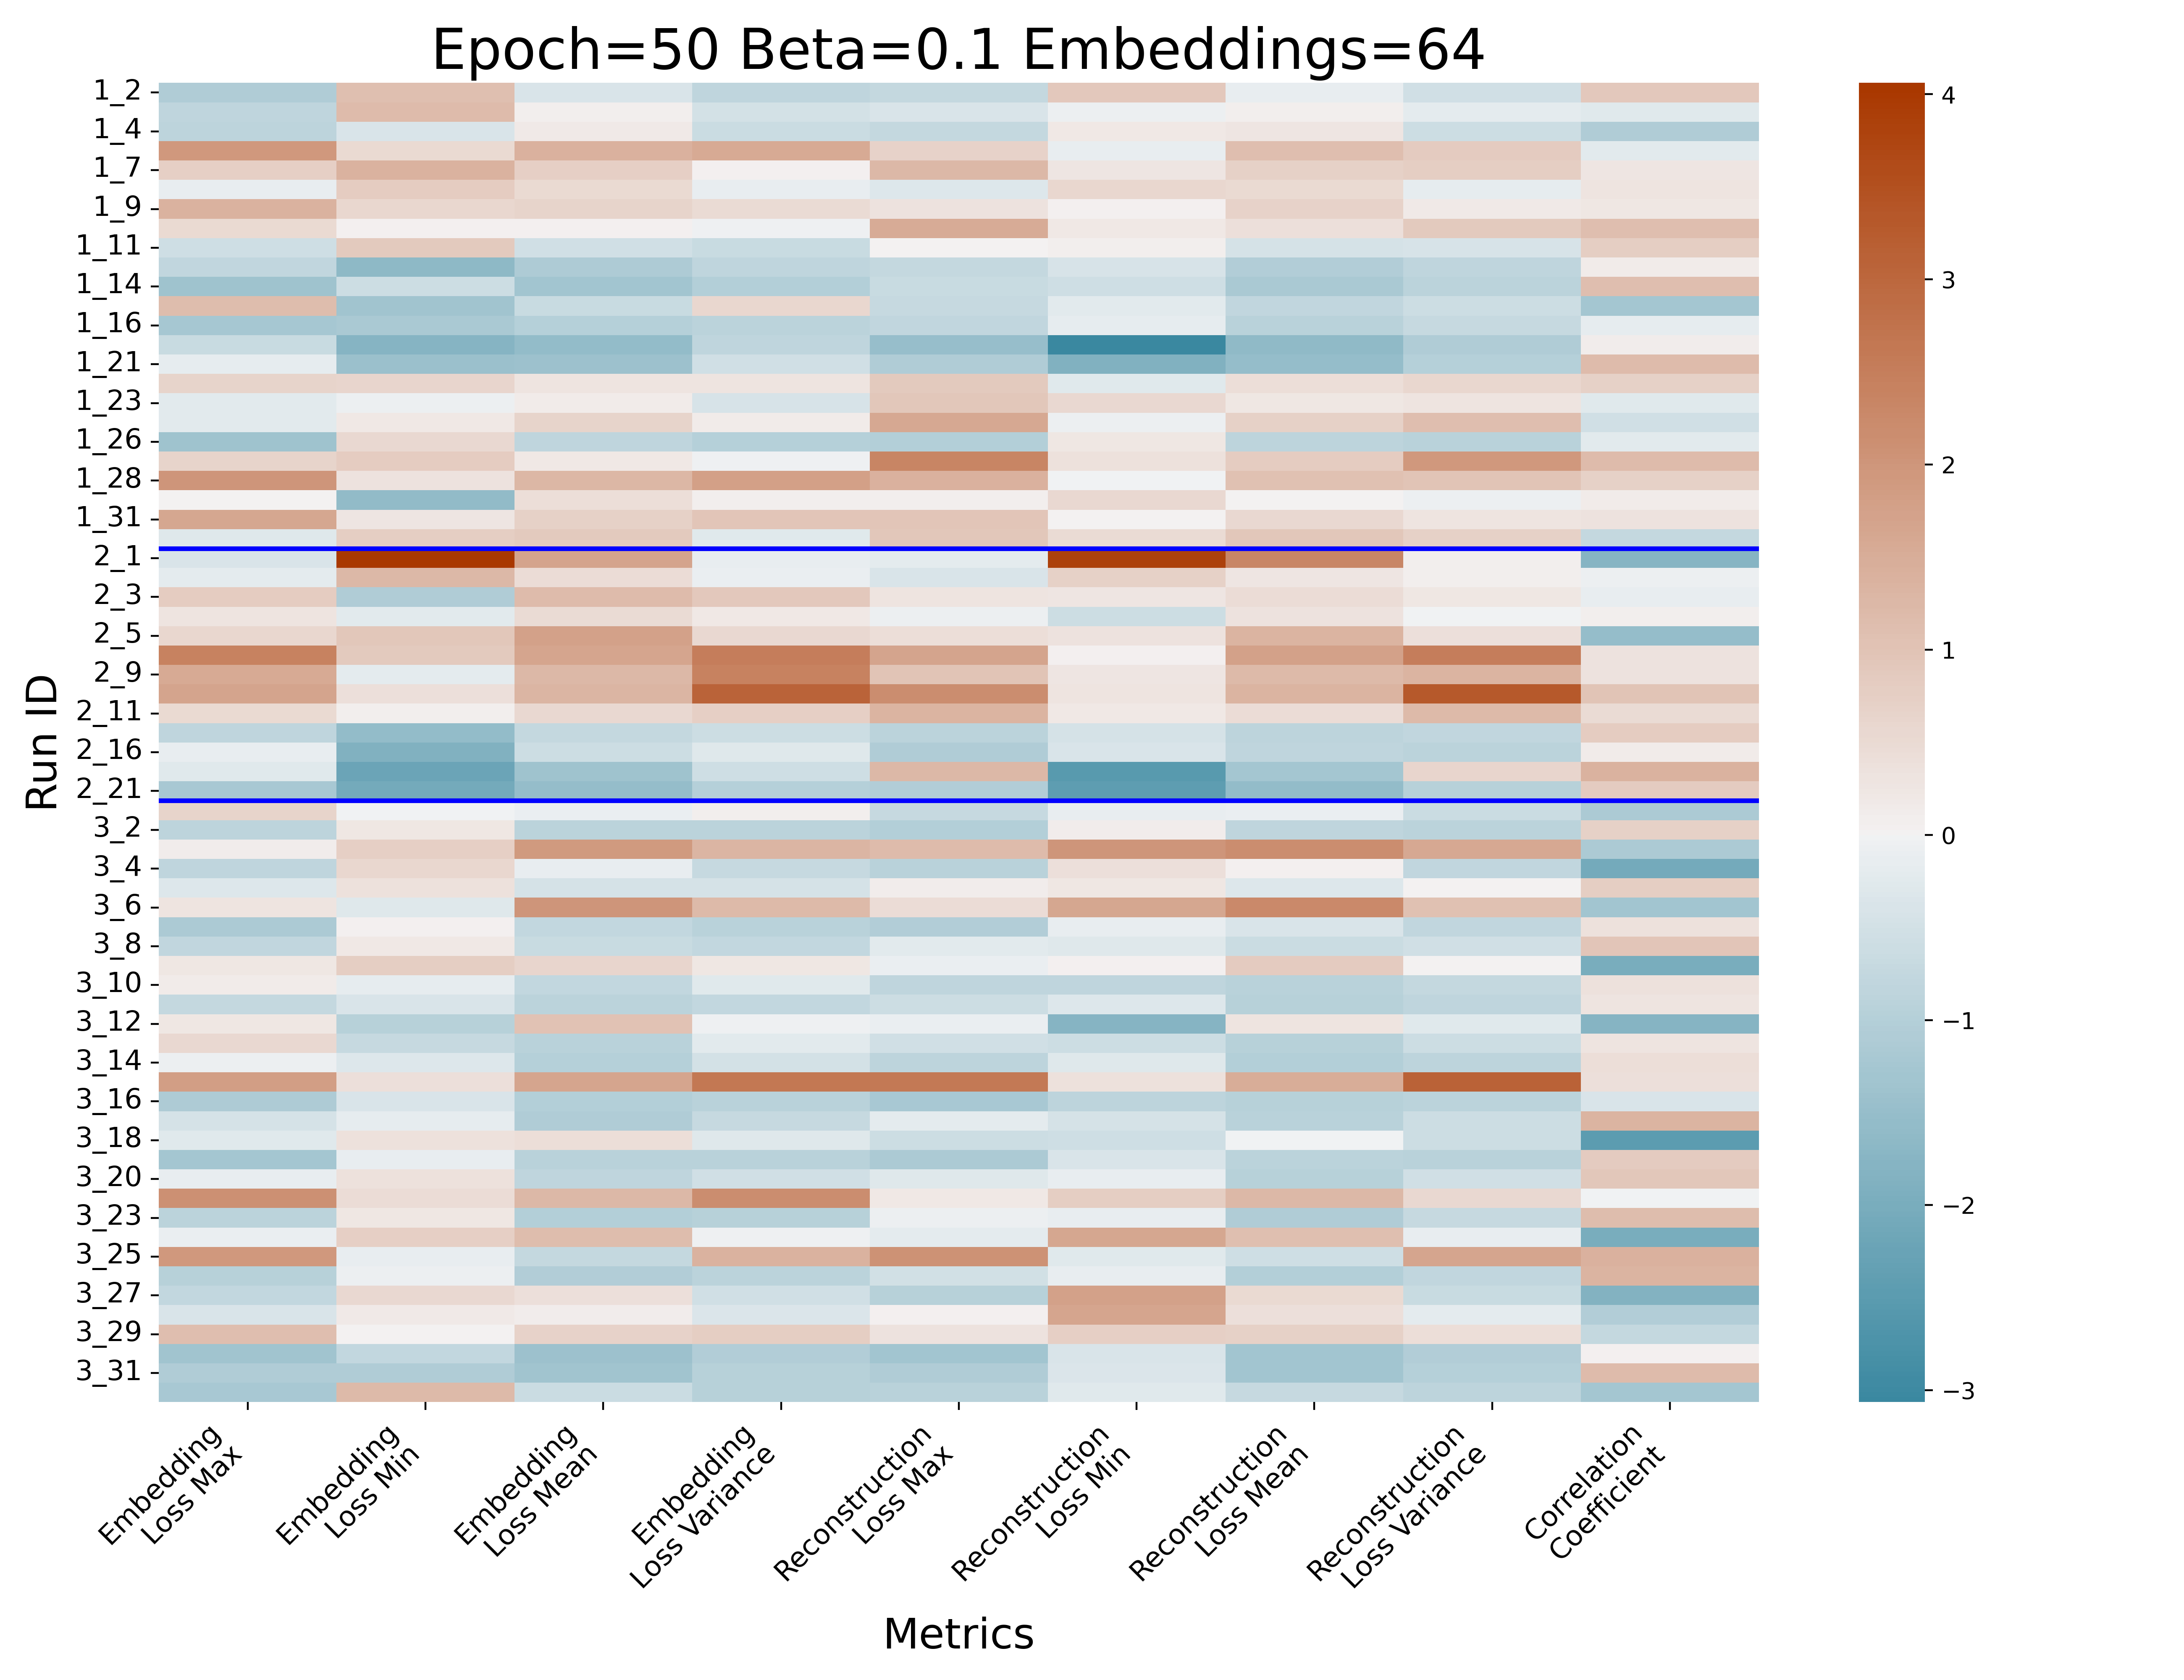 Epoch=50 Beta=0.1 Embeddings=64
Run ID
1_2
1_4
1_7
1_9
1_11
1_14
1_16
1_21
1_23
1_26
1_28
1_31
2_1
2_3
2_5
2_9
2_11
2_16
2_21
3_2
3_4
3_6
3_8
3_10
3_12
3_14
3_16
3_18
3_20
3_23
3_25
3_27
3_29
3_31
4
3
2
1
0
−1
−2
−3
Embedding
Loss Max
Embedding
Loss Min
Embedding
Loss Mean
Embedding
Loss Variance
Reconstruction
Loss Max
Reconstruction
Loss Min
Reconstruction
Loss Mean
Reconstruction
Loss Variance
Correlation
Coefficient
Metrics